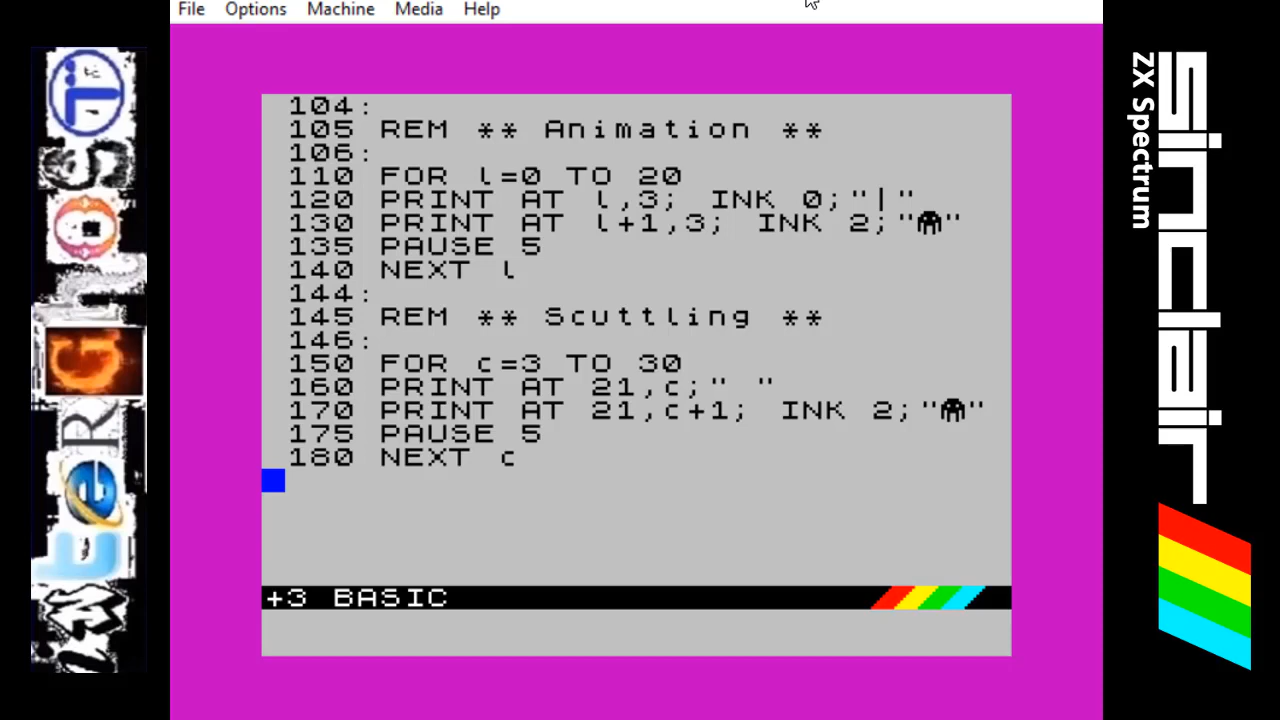 File Options Machine Media Help
104:
105 REM ** Animation **
106:
110 FOR l=0 TO 20
120 PRINT AT l,3; INK 0;"|"
130 PRINT AT l+1,3; INK 2;" "
135 PAUSE 5
140 NEXT l
144:
145 REM ** Scuttling **
146:
150 FOR c=3 TO 30
160 PRINT AT 21,c;" "
170 PRINT AT 21,c+1; INK 2;" "
175 PAUSE 5
180 NEXT c
+3 BASIC
sinclair
ZX Spectrum